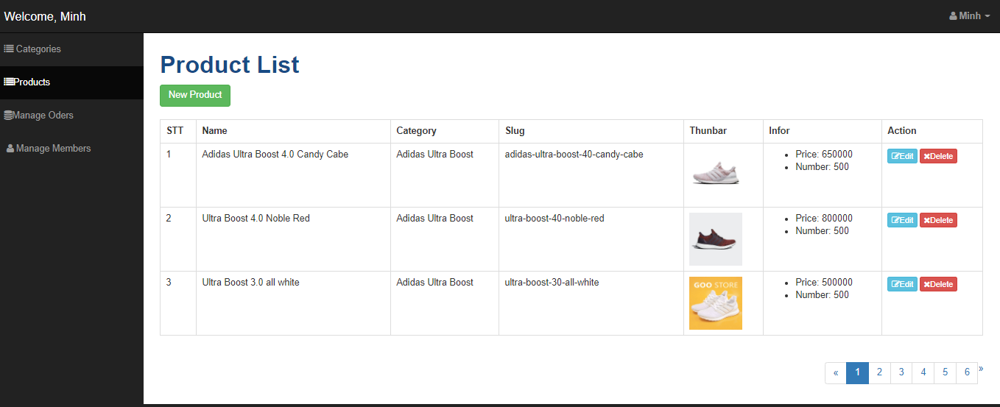 Welcome, Minh
Minh
Categories
Products
Manage Oders
Manage Members
Product List
New Product
STT Name Category Slug Thunbar Infor Action
1 Adidas Ultra Boost 4.0 Candy Cabe Adidas Ultra Boost adidas-ultra-boost-40-candy-cabe • Price: 650000 Edit Delete
• Number: 500
2 Ultra Boost 4.0 Noble Red Adidas Ultra Boost ultra-boost-40-noble-red • Price: 800000 Edit Delete
• Number: 500
3 Ultra Boost 3.0 all white Adidas Ultra Boost ultra-boost-30-all-white GOO STORE • Price: 500000 Edit Delete
• Number: 500
« 1 2 3 4 5 6 »